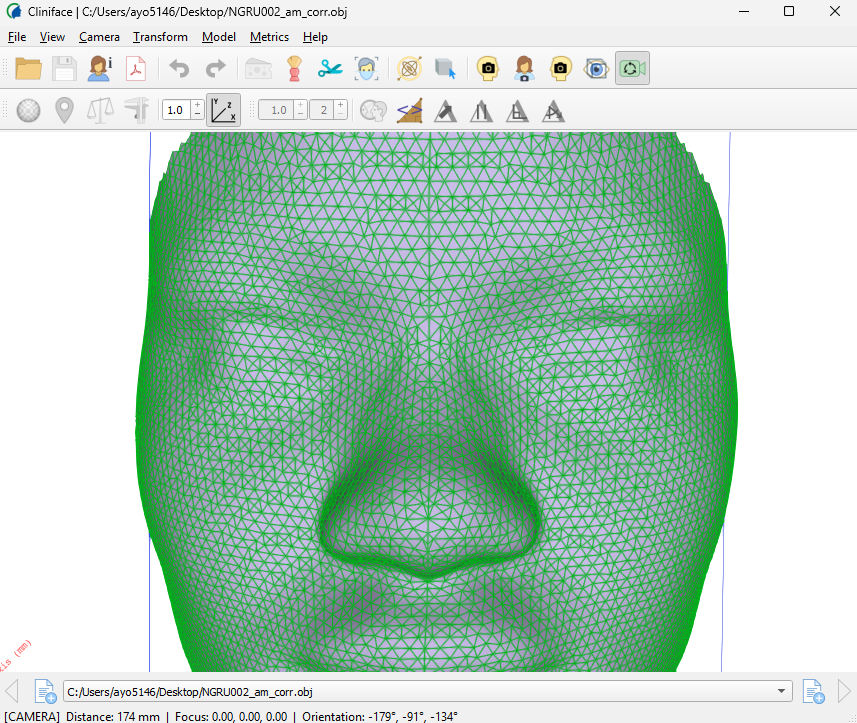 Cliniface | C:/Users/ayo5146/Desktop/NGRU002_am_corr.obj
File View Camera Transform Model Metrics Help
1.0 1.0 2
Y Z X
xis (mm)
C:/Users/ayo5146/Desktop/NGRU002_am_corr.obj
[CAMERA] Distance: 174 mm | Focus: 0.00, 0.00, 0.00 | Orientation: -179°, -91°, -134°